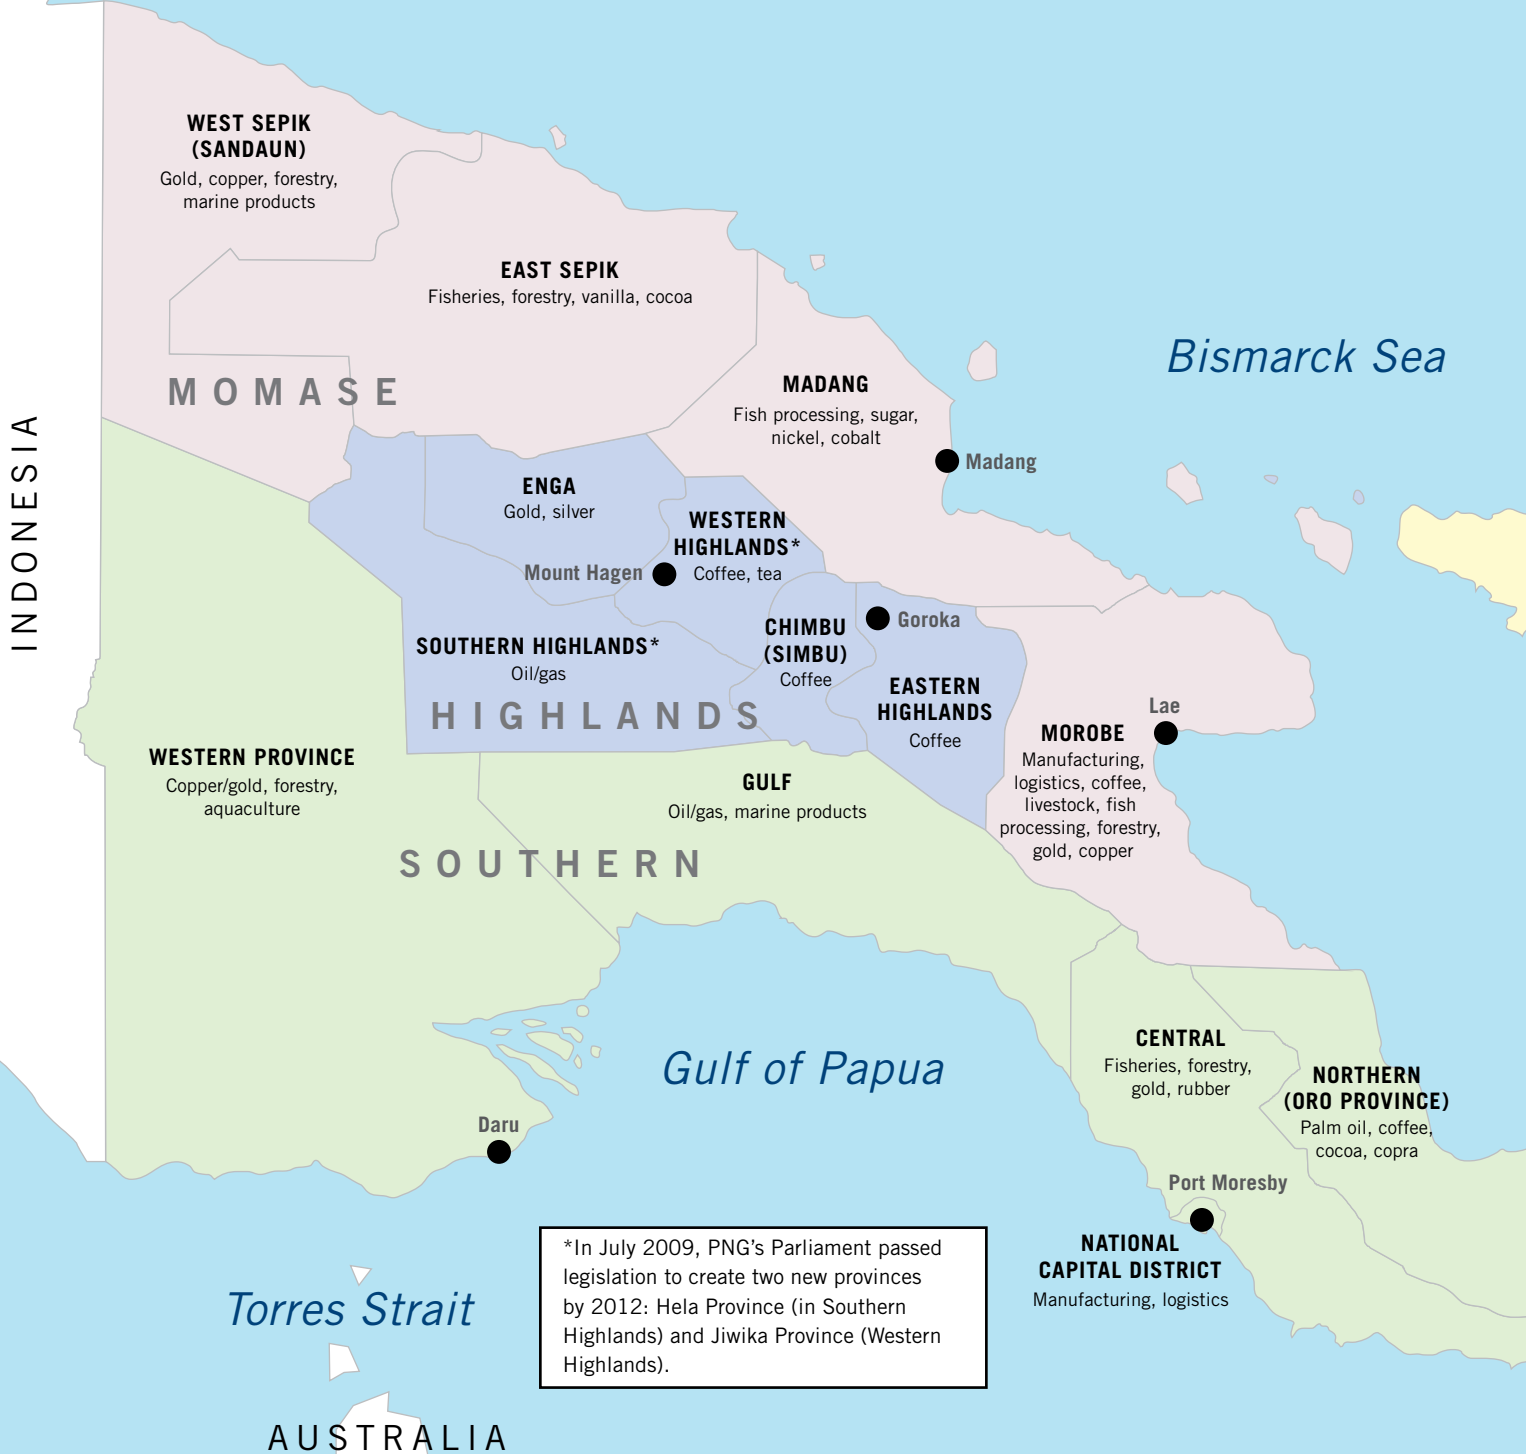 WEST SEPIK
(SANDAUN)
Gold, copper, forestry,
marine products
EAST SEPIK
Fisheries, forestry, vanilla, cocoa
Bismarck Sea
MOMASE
MADANG
Fish processing, sugar,
nickel, cobalt
Madang
INDONESIA
ENGA
Gold, silver
WESTERN
HIGHLANDS*
Coffee, tea
Mount Hagen
Goroka
CHIMBU
(SIMBU)
Coffee
SOUTHERN HIGHLANDS*
Oil/gas
HIGHLANDS
EASTERN
HIGHLANDS
Coffee
Lae
MOROBE
Manufacturing,
logistics, coffee,
livestock, fish
processing, forestry,
gold, copper
WESTERN PROVINCE
Copper/gold, forestry,
aquaculture
GULF
Oil/gas, marine products
SOUTHERN
Gulf of Papua
CENTRAL
Fisheries, forestry,
gold, rubber
NORTHERN
(ORO PROVINCE)
Palm oil, coffee,
cocoa, copra
Daru
Port Moresby
NATIONAL
CAPITAL DISTRICT
Manufacturing, logistics
*In July 2009, PNG’s Parliament passed
legislation to create two new provinces
by 2012: Hela Province (in Southern
Highlands) and Jiwika Province (Western
Highlands).
Torres Strait
AUSTRALIA